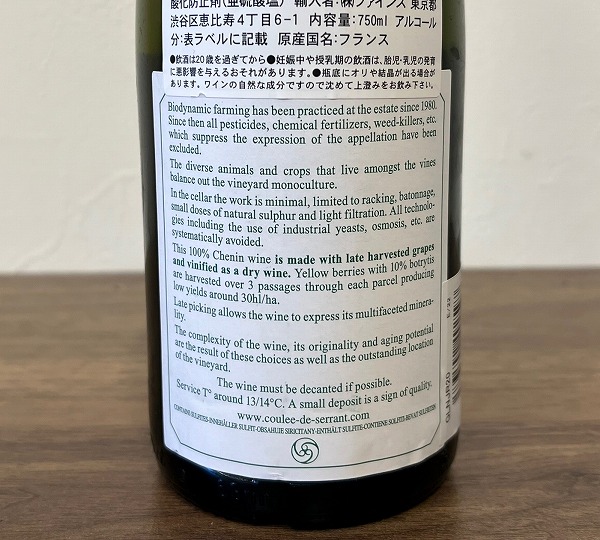 酸化防止剤(亜硫酸塩) 輸入者:㈱ファインズ 東京都
渋谷区恵比寿4丁目6-1 内容量:750ml アルコール
分:表ラベルに記載 原産国名:フランス
●飲酒は20歳を過ぎてから●妊娠中や授乳期の飲酒は、胎児・乳児の発育
に悪影響を与えるおそれがあります。●瓶底にオリや結晶が出る場合が
あります。ワインの自然な成分ですので沈めて上澄みをお飲み下さい。
Biodynamic farming has been practiced at the estate since 1980.
Since then all pesticides, chemical fertilizers, weed-killers, etc.
which suppress the expression of the appellation have been
excluded.
The diverse animals and crops that live amongst the vines
balance out the vineyard monoculture.
In the cellar the work is minimal, limited to racking, batonnage,
small doses of natural sulphur and light filtration. All technolo-
gies including the use of industrial yeasts, osmosis, etc. are
systematically avoided.
This 100% Chenin wine is made with late harvested grapes
and vinified as a dry wine. Yellow berries with 10% botrytis
are harvested over 3 passages through each parcel producing
low yields around 30hl/ha.
Late picking allows the wine to express its multifaceted minera-
lity.
The complexity of the wine, its originality and aging potential
are the result of these choices as well as the outstanding location
of the vineyard.
The wine must be decanted if possible.
Service T° around 13/14°C. A small deposit is a sign of quality.
www.coulee-de-serrant.com
CONTAINS SULFITES-INNEHÅLLER SULFIT-OBSAHUJE SIRICITANY-ENTHÄLT SULFITE-CONTIENE SOLFITI-BEVAT SULFIETEN